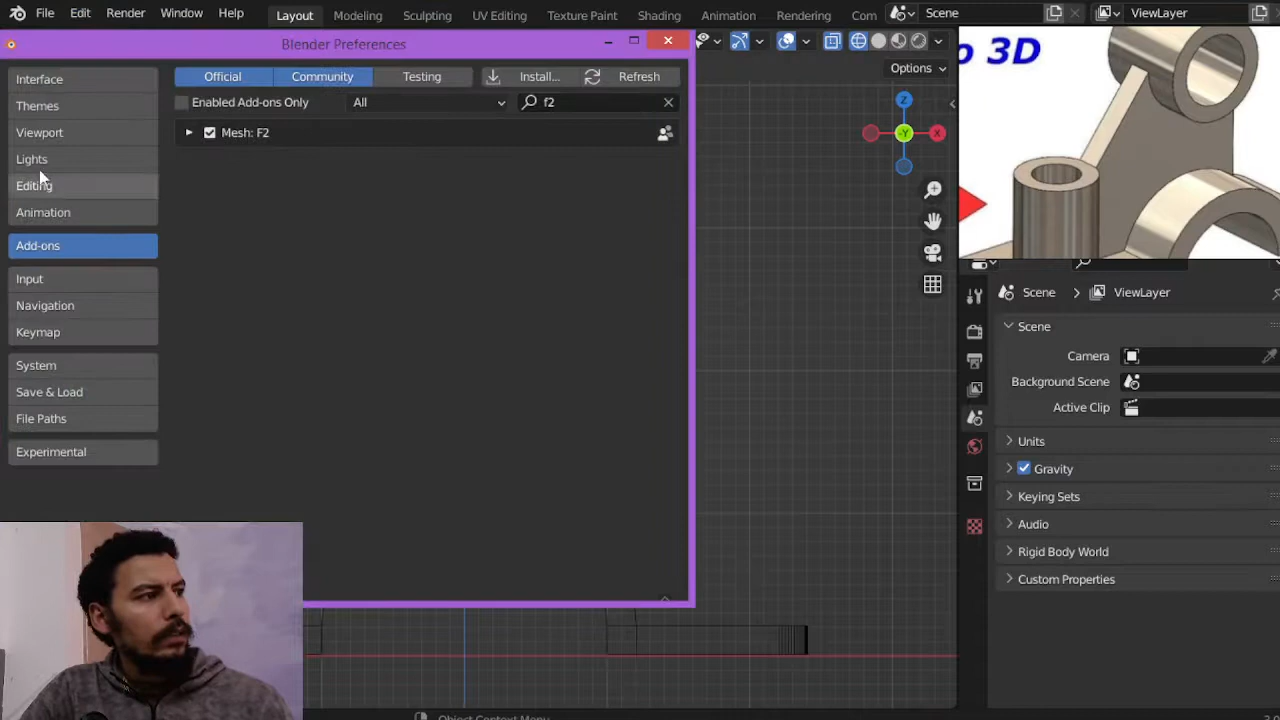 File Edit Render Window Help Layout Modeling Sculpting UV Editing Texture Paint Shading Animation Rendering Com Scene ViewLayer
Blender Preferences
Options
o 3D
Interface
Themes
Viewport
Lights
Editing
Animation
Add-ons
Input
Navigation
Keymap
System
Save & Load
File Paths
Experimental
Official Community Testing Install... Refresh
Enabled Add-ons Only All f2
Mesh: F2
Z
-Y X
Scene ViewLayer
Scene
Camera
Background Scene
Active Clip
Units
Gravity
Keying Sets
Audio
Rigid Body World
Custom Properties
Object Context Menu